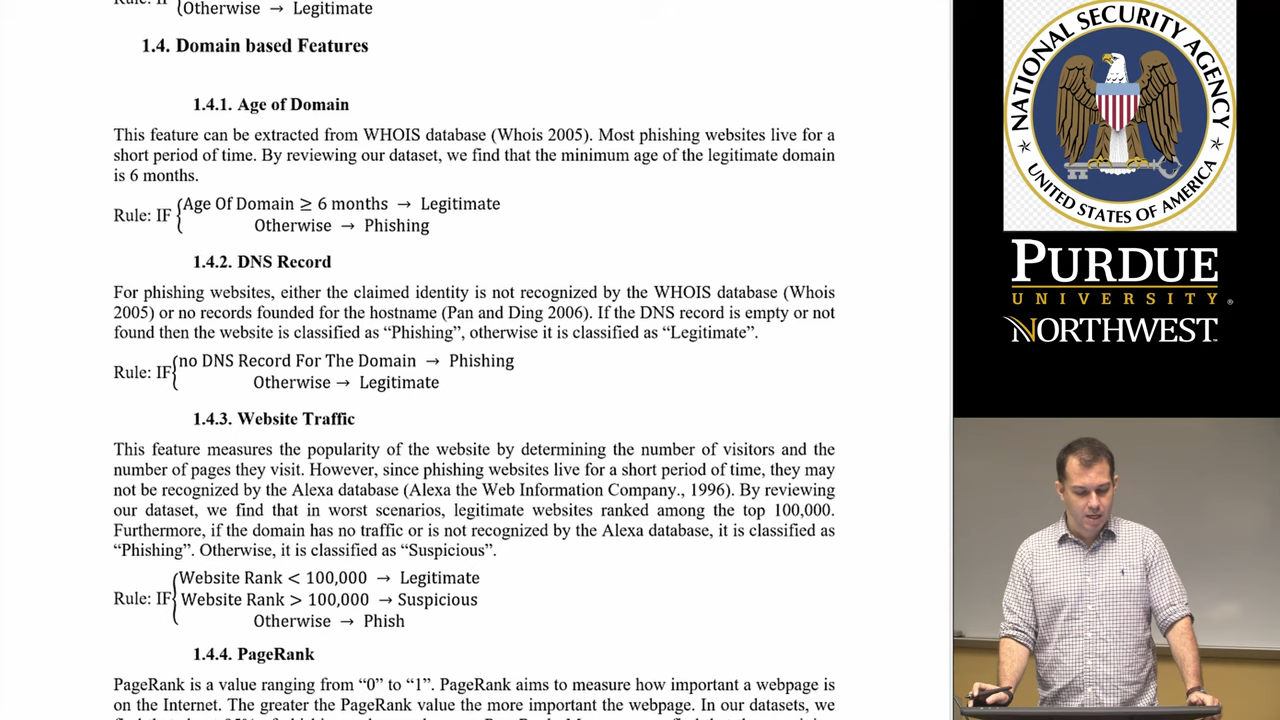 Rule: IF {Otherwise → Legitimate
1.4. Domain based Features
1.4.1. Age of Domain
This feature can be extracted from WHOIS database (Whois 2005). Most phishing websites live for a
short period of time. By reviewing our dataset, we find that the minimum age of the legitimate domain
is 6 months.
Rule: IF {Age Of Domain ≥ 6 months → Legitimate
Otherwise → Phishing
1.4.2. DNS Record
For phishing websites, either the claimed identity is not recognized by the WHOIS database (Whois
2005) or no records founded for the hostname (Pan and Ding 2006). If the DNS record is empty or not
found then the website is classified as “Phishing”, otherwise it is classified as “Legitimate”.
Rule: IF{no DNS Record For The Domain → Phishing
Otherwise → Legitimate
1.4.3. Website Traffic
This feature measures the popularity of the website by determining the number of visitors and the
number of pages they visit. However, since phishing websites live for a short period of time, they may
not be recognized by the Alexa database (Alexa the Web Information Company., 1996). By reviewing
our dataset, we find that in worst scenarios, legitimate websites ranked among the top 100,000.
Furthermore, if the domain has no traffic or is not recognized by the Alexa database, it is classified as
“Phishing”. Otherwise, it is classified as “Suspicious”.
Rule: IF{Website Rank < 100,000 → Legitimate
Website Rank > 100,000 → Suspicious
Otherwise → Phish
1.4.4. PageRank
PageRank is a value ranging from “0” to “1”. PageRank aims to measure how important a webpage is
on the Internet. The greater the PageRank value the more important the webpage. In our datasets, we
NATIONAL SECURITY AGENCY
UNITED STATES OF AMERICA
PURDUE
UNIVERSITY
NORTHWEST